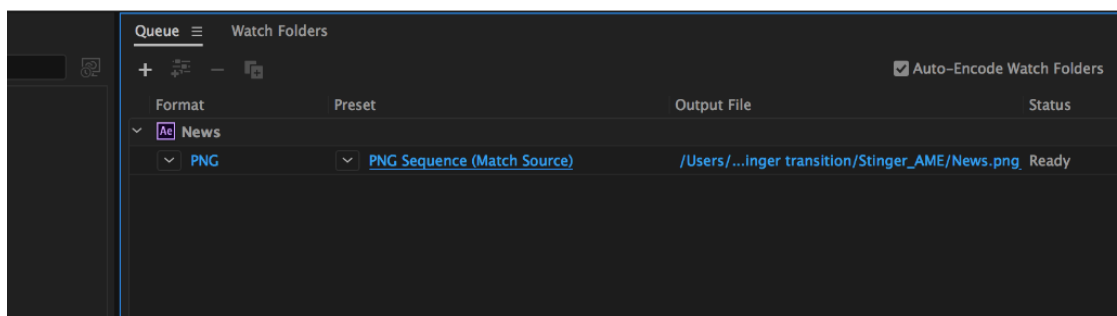 Queue Watch Folders
Auto-Encode Watch Folders
Format Preset Output File Status
Ae News
PNG PNG Sequence (Match Source) /Users/...inger transition/Stinger_AME/News.png Ready